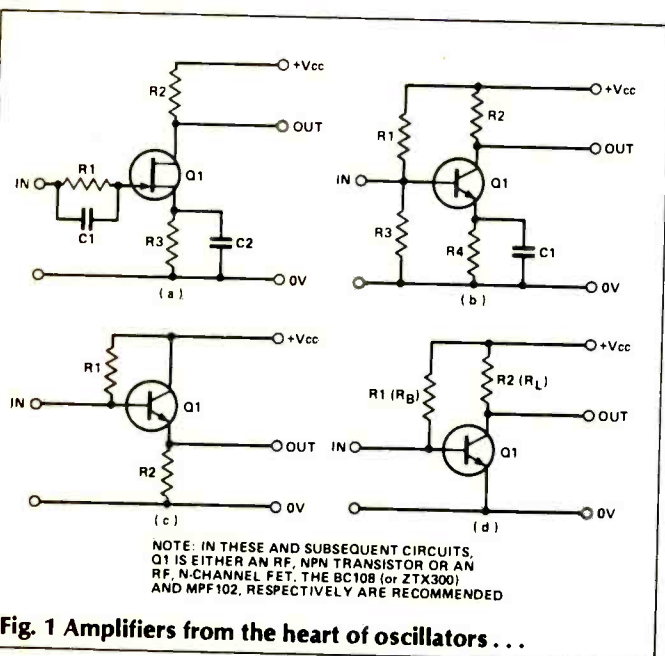 +Vcc
R2
OUT
R1
IN
Q1
C1
R3
C2
0V
(a)
+Vcc
R1
R2
OUT
IN
Q1
R3
R4
C1
0V
(b)
+Vcc
R1
IN
Q1
OUT
R2
0V
(c)
+Vcc
R1 (RB)
R2 (RL)
OUT
IN
Q1
0V
(d)
NOTE: IN THESE AND SUBSEQUENT CIRCUITS,
Q1 IS EITHER AN RF, NPN TRANSISTOR OR AN
RF, N-CHANNEL FET. THE BC108 (or ZTX300)
AND MPF102, RESPECTIVELY ARE RECOMMENDED
Fig. 1 Amplifiers from the heart of oscillators . . .